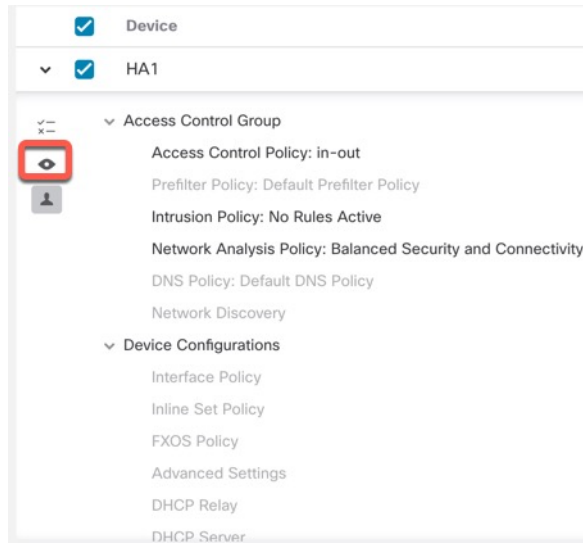 Device
HA1
Access Control Group
Access Control Policy: in-out
Prefilter Policy: Default Prefilter Policy
Intrusion Policy: No Rules Active
Network Analysis Policy: Balanced Security and Connectivity
DNS Policy: Default DNS Policy
Network Discovery
Device Configurations
Interface Policy
Inline Set Policy
FXOS Policy
Advanced Settings
DHCP Relay
DHCP Server